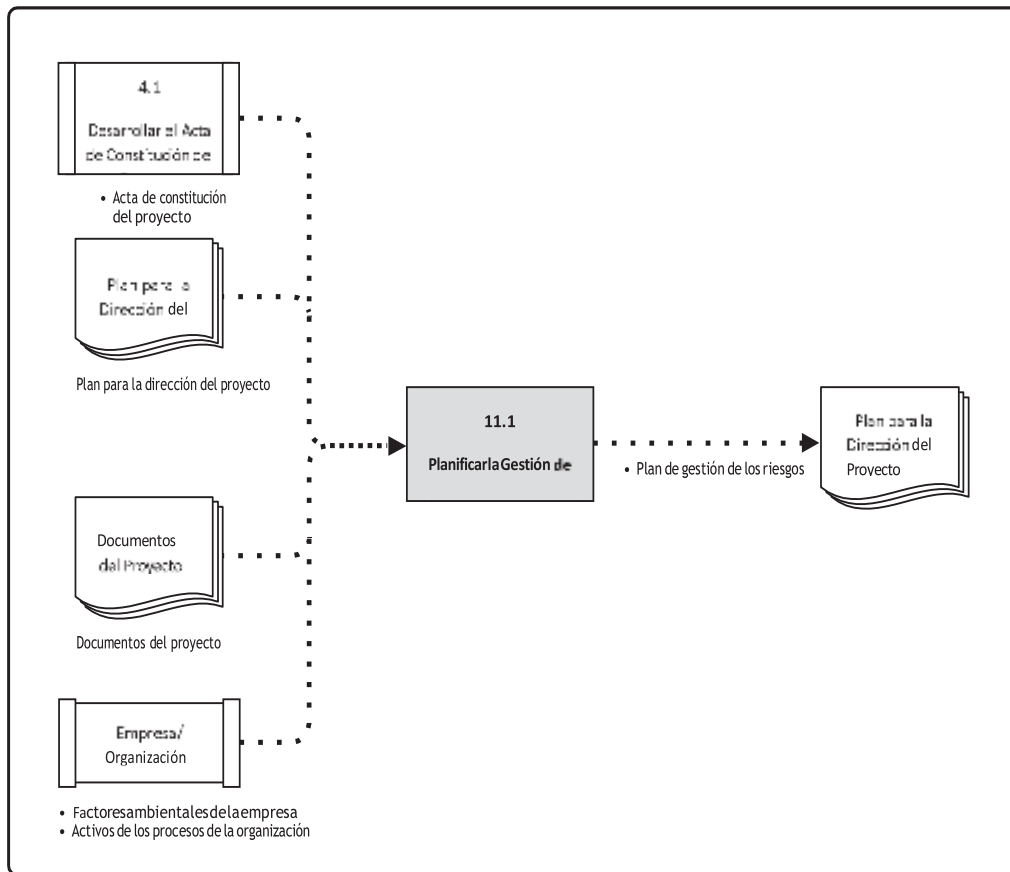 4.1
Desarrollar el Acta
de Constitución de
• Acta de constitución
del proyecto
Plan para la
Dirección del
Plan para la dirección del proyecto
Documentos
del Proyecto
Documentos del proyecto
Empresa/
Organización
• Factoresambientalesdelaempresa
• Activos de los procesos de la organización
11.1
PlanificarlaGestión de
• Plan de gestión de los riesgos
Plan para la
Dirección del
Proyecto